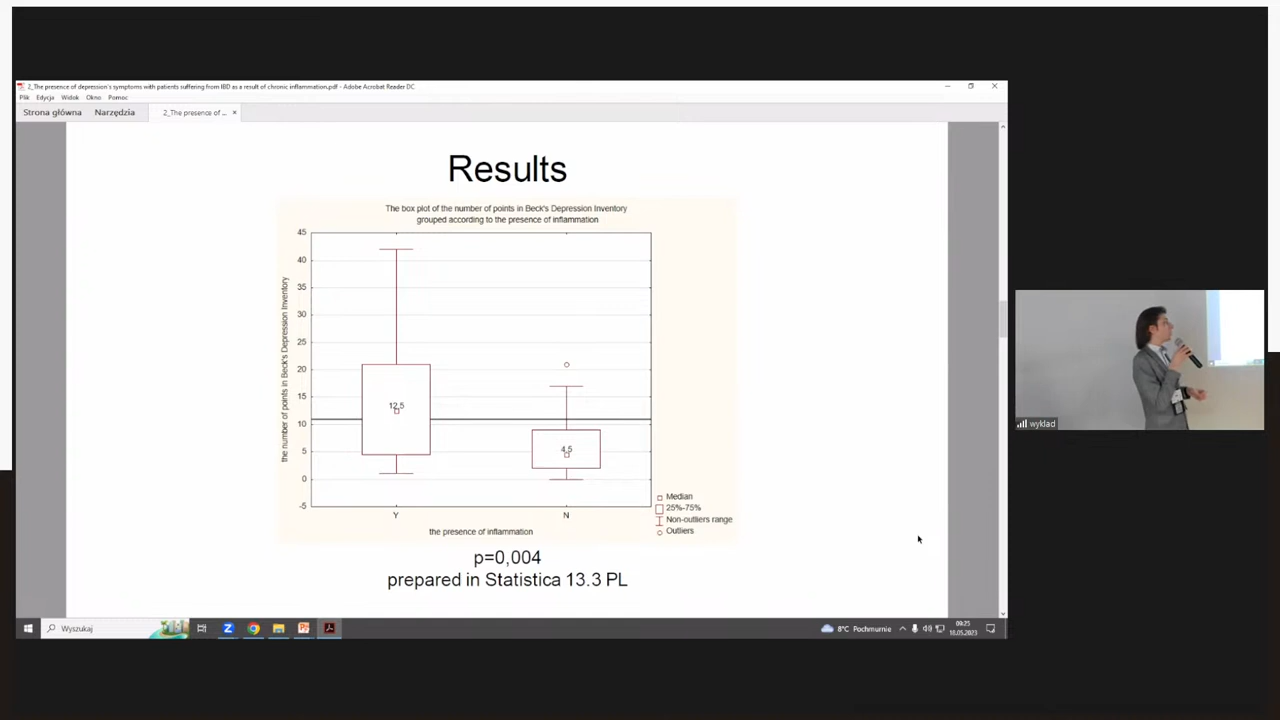 2_The presence of depression's symptoms with patients suffering from IBD as a result of chronic inflammation.pdf - Adobe Acrobat Reader DC
Plik Edycja Widok Okno Pomoc
Strona główna Narzędzia 2_The presence of ... ×
Results
The box plot of the number of points in Beck's Depression Inventory
grouped according to the presence of inflammation
the number of points in Beck's Depression Inventory
45
40
35
30
25
20
15
10
5
0
-5
12,5
4,5
Y N
the presence of inflammation
Median
25%-75%
Non-outliers range
Outliers
p=0,004
prepared in Statistica 13.3 PL
wyklad
Wyszukaj
8°C Pochmurnie
09:25
18.05.2023